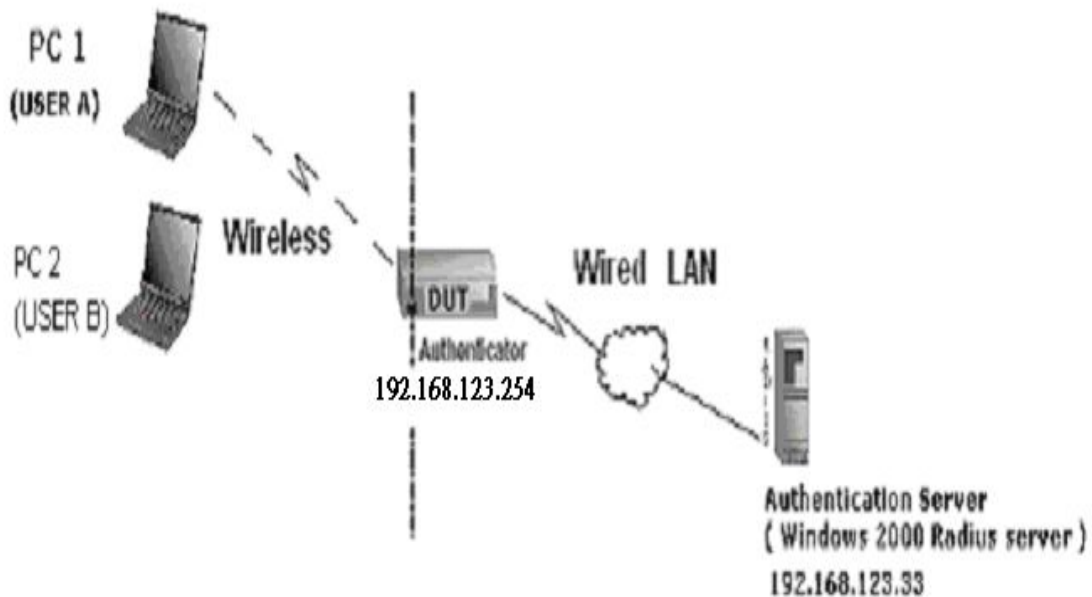 PC 1
(USER A)
Wireless
PC 2
(USER B)
DUT
Authenticator
192.168.123.254
Wired LAN
Authentication Server
( Windows 2000 Radius server )
192.168.123.33